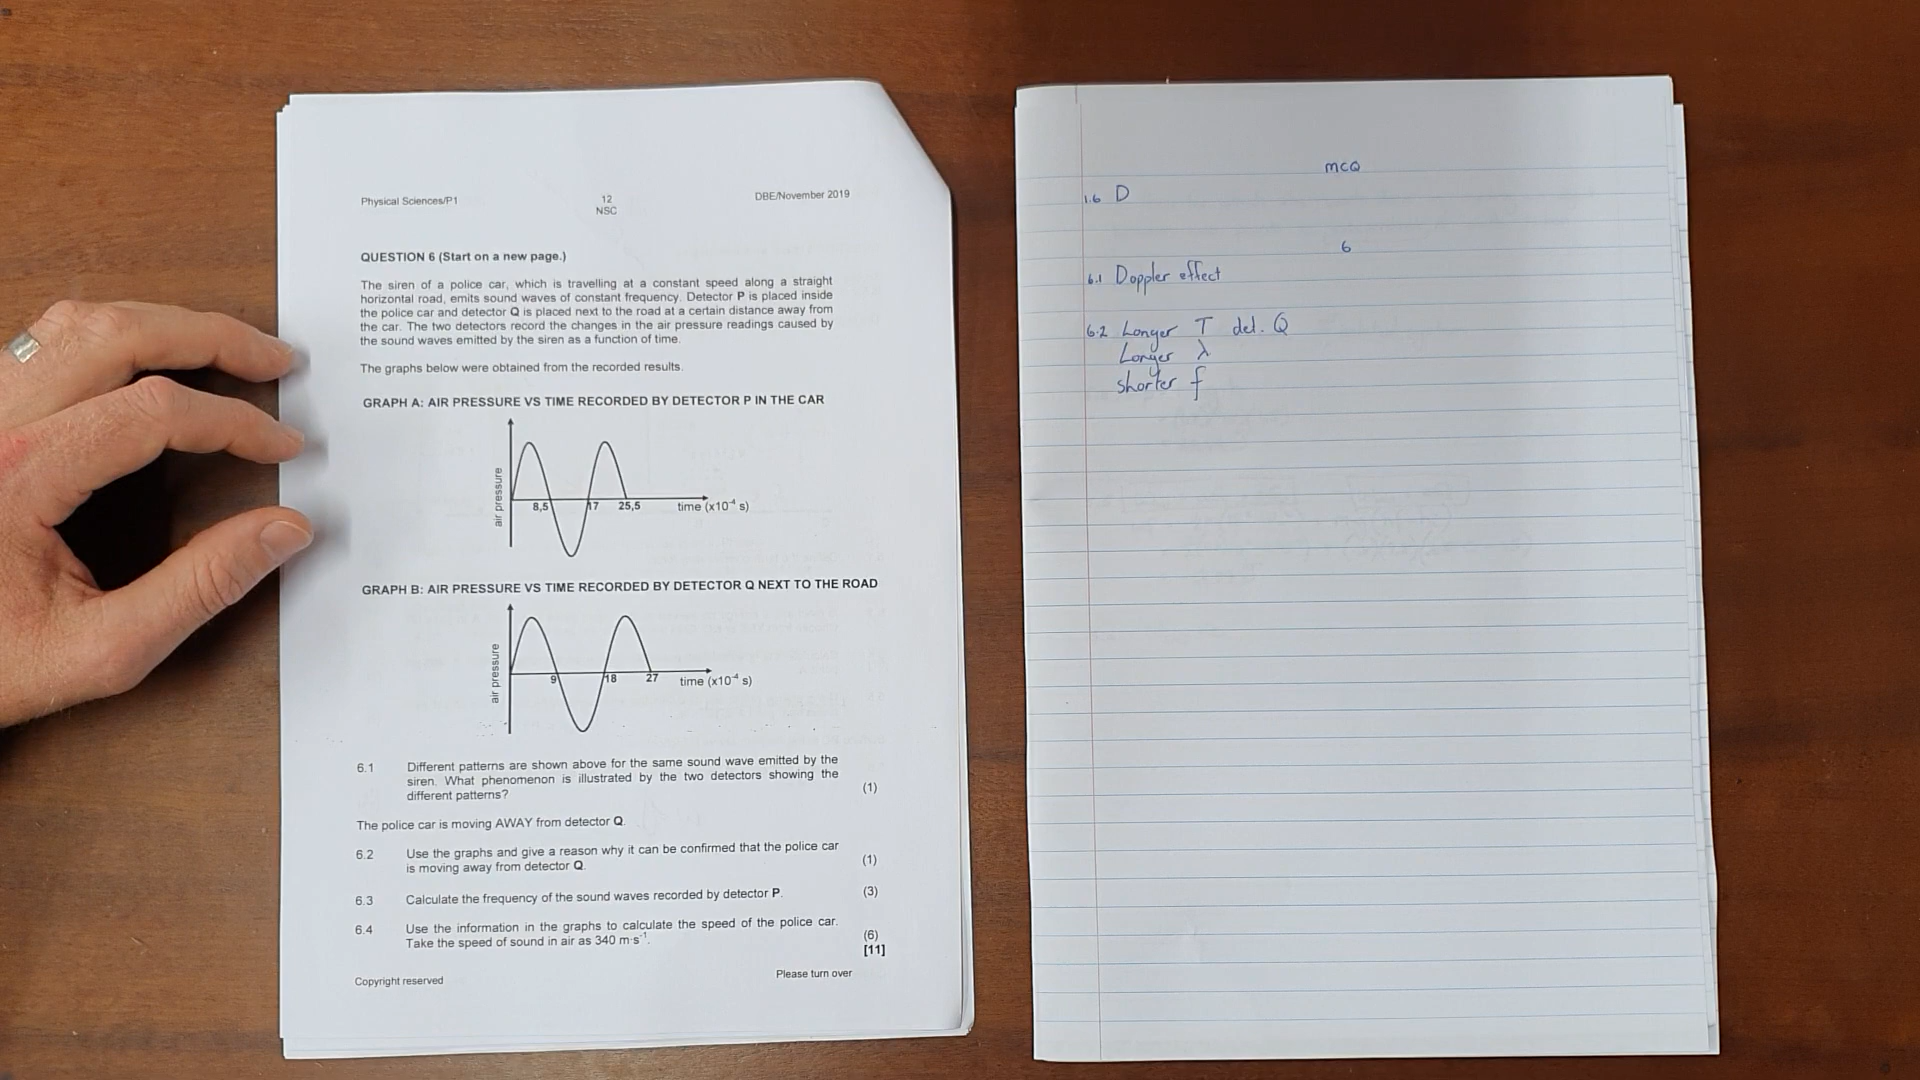 Physical Sciences/P1
12
NSC
DBE/November 2019
QUESTION 6 (Start on a new page.)
The siren of a police car, which is travelling at a constant speed along a straight
horizontal road, emits sound waves of constant frequency. Detector P is placed inside
the police car and detector Q is placed next to the road at a certain distance away from
the car. The two detectors record the changes in the air pressure readings caused by
the sound waves emitted by the siren as a function of time.
The graphs below were obtained from the recorded results.
GRAPH A: AIR PRESSURE VS TIME RECORDED BY DETECTOR P IN THE CAR
air pressure
8,5
17
25,5
time (x10⁻⁴ s)
GRAPH B: AIR PRESSURE VS TIME RECORDED BY DETECTOR Q NEXT TO THE ROAD
air pressure
9
18
27
time (x10⁻⁴ s)
6.1 Different patterns are shown above for the same sound wave emitted by the
siren. What phenomenon is illustrated by the two detectors showing the
different patterns? (1)
The police car is moving AWAY from detector Q.
6.2 Use the graphs and give a reason why it can be confirmed that the police car
is moving away from detector Q. (1)
6.3 Calculate the frequency of the sound waves recorded by detector P. (3)
6.4 Use the information in the graphs to calculate the speed of the police car.
Take the speed of sound in air as 340 m·s⁻¹. (6)
[11]
Copyright reserved
Please turn over
MCQ
1.6 D
6
6.1 Doppler effect
6.2 Longer T det. Q
Longer λ
shorter f